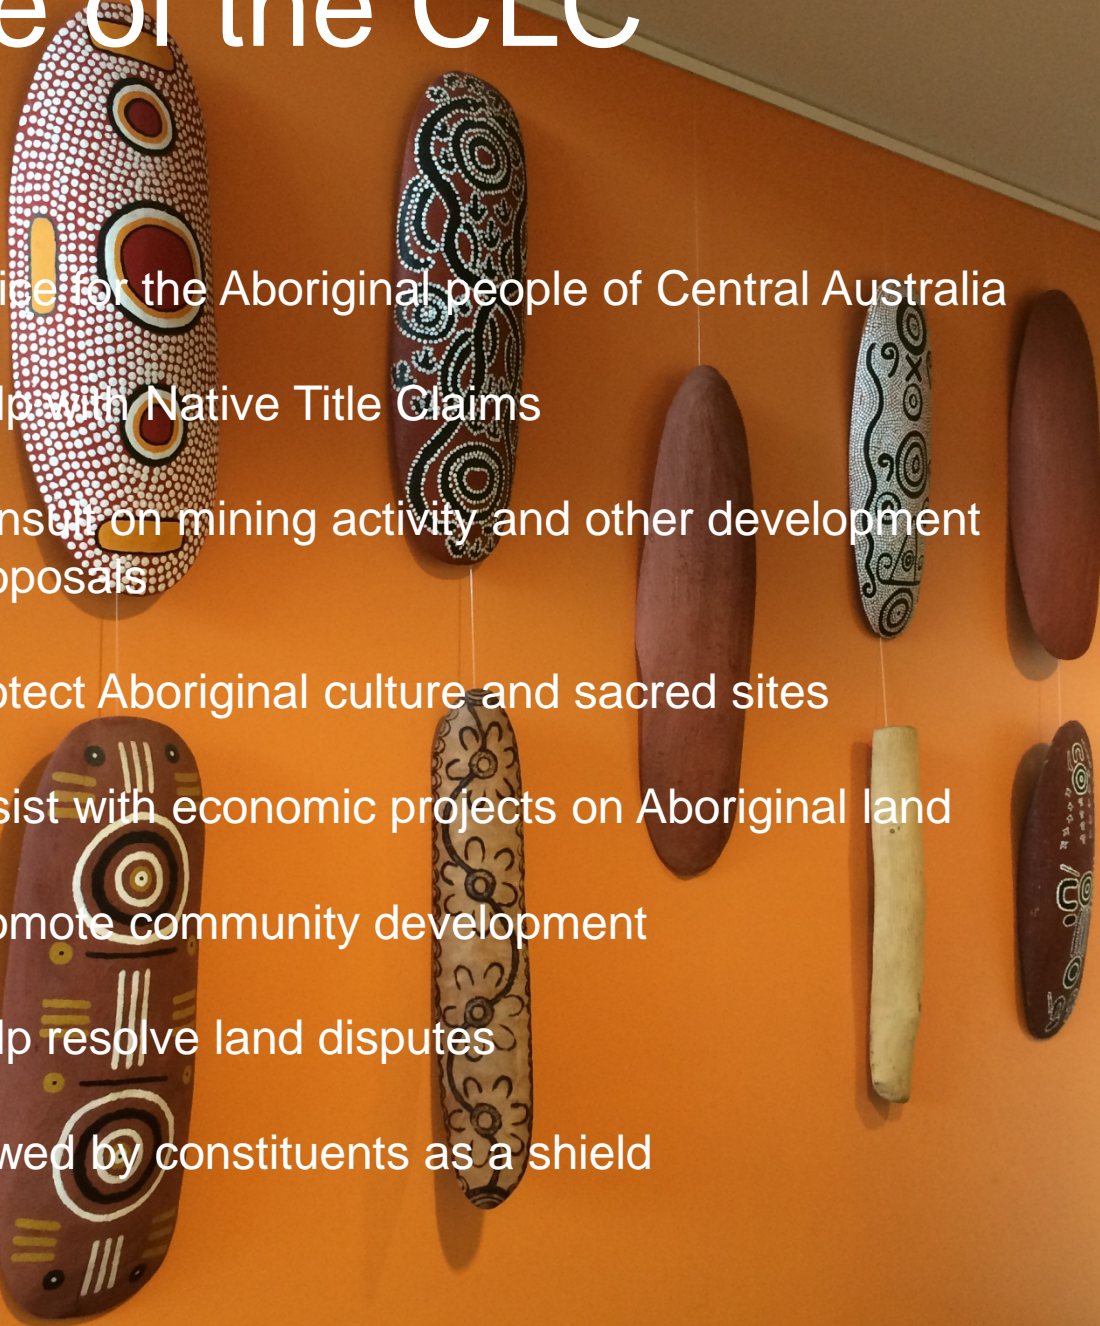 e of the CLC
ice for the Aboriginal people of Central Australia
lp with Native Title Claims
nsult on mining activity and other development
oposals
otect Aboriginal culture and sacred sites
sist with economic projects on Aboriginal land
omote community development
lp resolve land disputes
wed by constituents as a shield